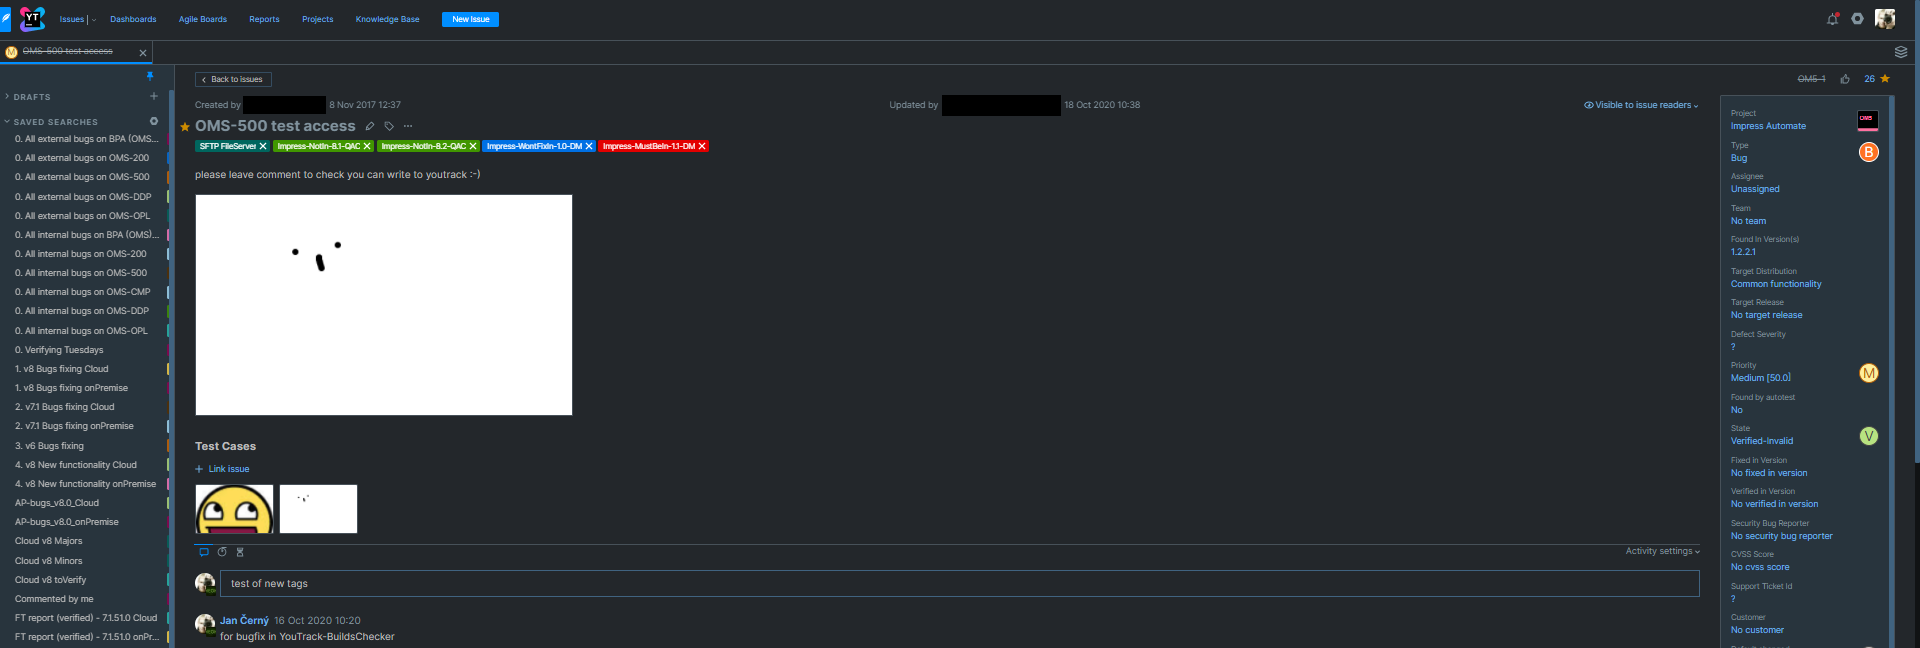 YT
Issues
Dashboards
Agile Boards
Reports
Projects
Knowledge Base
New Issue
M
OMS-500 test access
DRAFTS
SAVED SEARCHES
0. All external bugs on BPA (OMS...
0. All external bugs on OMS-200
0. All external bugs on OMS-500
0. All external bugs on OMS-DDP
0. All external bugs on OMS-OPL
0. All internal bugs on BPA (OMS)...
0. All internal bugs on OMS-200
0. All internal bugs on OMS-500
0. All internal bugs on OMS-CMP
0. All internal bugs on OMS-DDP
0. All internal bugs on OMS-OPL
0. Verifying Tuesdays
1. v8 Bugs fixing Cloud
1. v8 Bugs fixing onPremise
2. v7.1 Bugs fixing Cloud
2. v7.1 Bugs fixing onPremise
3. v6 Bugs fixing
4. v8 New functionality Cloud
4. v8 New functionality onPremise
AP-bugs_v8.0_Cloud
AP-bugs_v8.0_onPremise
Cloud v8 Majors
Cloud v8 Minors
Cloud v8 toVerify
Commented by me
FT report (verified) - 7.1.51.0 Cloud
FT report (verified) - 7.1.51.0 onPr...
Back to issues
OM5-1
26
Created by
8 Nov 2017 12:37
Updated by
18 Oct 2020 10:38
Visible to issue readers
OMS-500 test access
SFTP FileServer
Impress-NotIn-8.1-QAC
Impress-NotIn-8.2-QAC
Impress-WontFixIn-1.0-DM
Impress-MustBeIn-1.1-DM
please leave comment to check you can write to youtrack :-)
Test Cases
Link issue
Activity settings
test of new tags
Jan Černý 16 Oct 2020 10:20
for bugfix in YouTrack-BuildsChecker
Project
Impress Automate
OM5
Type
Bug
B
Assignee
Unassigned
Team
No team
Found In Version(s)
1.2.2.1
Target Distribution
Common functionality
Target Release
No target release
Defect Severity
?
Priority
Medium [50.0]
M
Found by autotest
No
State
Verified-Invalid
V
Fixed in Version
No fixed in version
Verified in Version
No verified in version
Security Bug Reporter
No security bug reporter
CVSS Score
No cvss score
Support Ticket Id
?
Customer
No customer